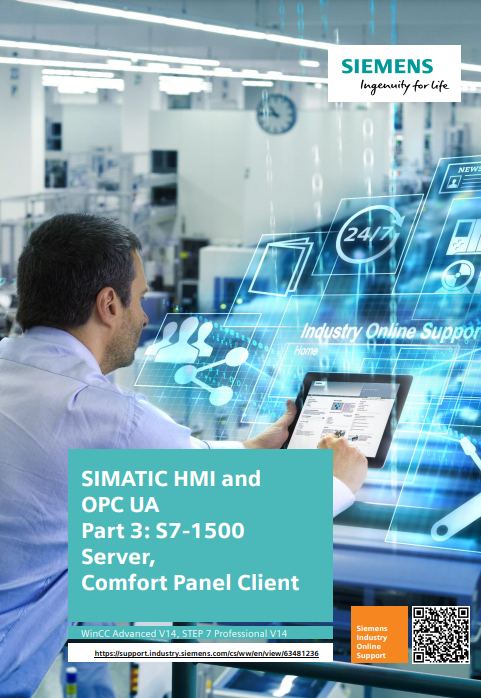 SIEMENS
Ingenuity for life
NEWS
24/7
Industry Online Suppor
Home
SIMATIC HMI and
OPC UA
Part 3: S7-1500
Server,
Comfort Panel Client
WinCC Advanced V14, STEP 7 Professional V14
Siemens
Industry
Online
Support
https://support.industry.siemens.com/cs/ww/en/view/63481236